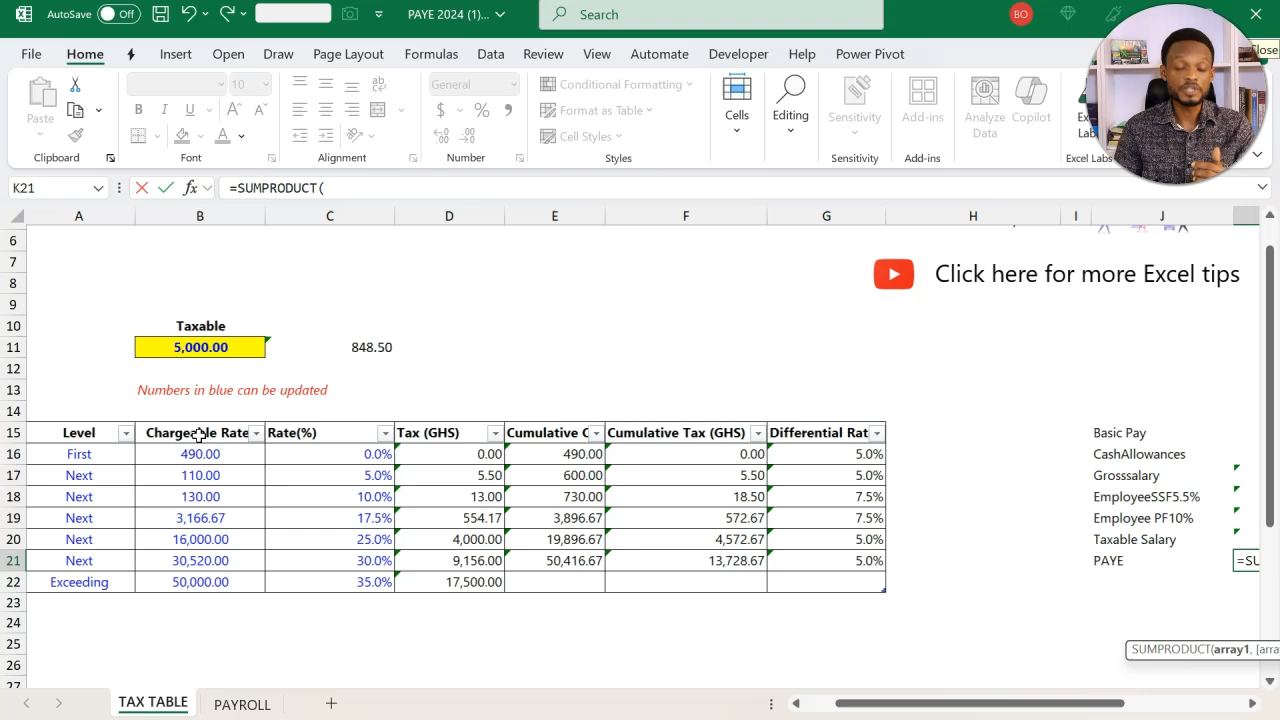 AutoSave Off PAYE 2024 (1)... Search BO
File Home Insert Open Draw Page Layout Formulas Data Review View Automate Developer Help Power Pivot Close
Paste 10 General Conditional Formatting
Format as Table
Cell Styles
Cells Editing Sensitivity Add-ins Analyze Data Copilot
Clipboard Font Alignment Number Styles Sensitivity Add-ins Excel Labs
K21 fx =SUMPRODUCT(
A B C D E F G H I J
6
7
8 Click here for more Excel tips
9
10 Taxable
11 5,000.00 848.50
12
13 Numbers in blue can be updated
14
15 Level Chargeable Rate Rate(%) Tax (GHS) Cumulative C Cumulative Tax (GHS) Differential Rat Basic Pay
16 First 490.00 0.0% 0.00 490.00 0.00 5.0% CashAllowances
17 Next 110.00 5.0% 5.50 600.00 5.50 5.0% Grosssalary
18 Next 130.00 10.0% 13.00 730.00 18.50 7.5% EmployeeSSF5.5%
19 Next 3,166.67 17.5% 554.17 3,896.67 572.67 7.5% Employee PF10%
20 Next 16,000.00 25.0% 4,000.00 19,896.67 4,572.67 5.0% Taxable Salary
21 Next 30,520.00 30.0% 9,156.00 50,416.67 13,728.67 5.0% PAYE =SU
22 Exceeding 50,000.00 35.0% 17,500.00
23
24
25 SUMPRODUCT(array1, [arra
26
27
TAX TABLE PAYROLL